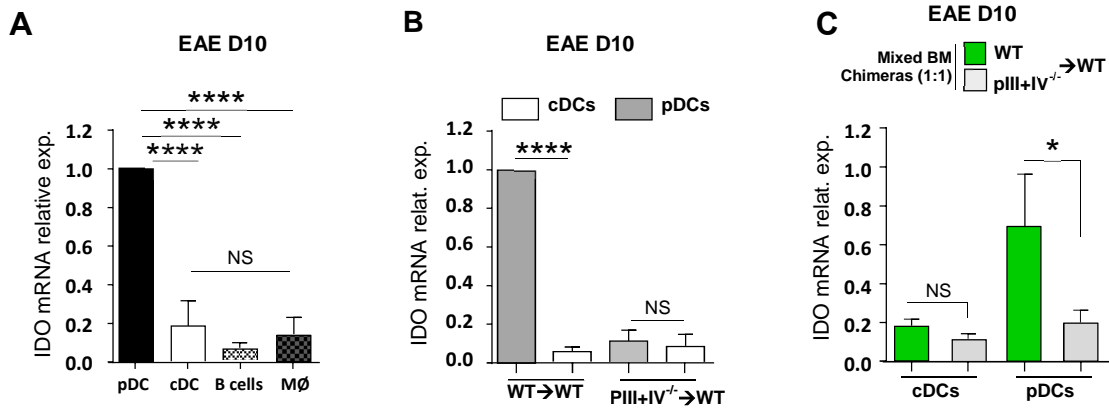 A
EAE D10
****
****
****
NS
IDO mRNA relative exp.
1.2
1.0
0.8
0.6
0.4
0.2
0.0
pDC cDC B cells MØ
B
EAE D10
cDCs pDCs
****
NS
IDO mRNA relat. exp.
1.2
1.0
0.8
0.6
0.4
0.2
0.0
WT→WT PIII+IV-/-→WT
C
EAE D10
Mixed BM
Chimeras (1:1)
WT
pIII+IV-/-
→WT
*
NS
IDO mRNA relat. exp.
1.2
1.0
0.8
0.6
0.4
0.2
0.0
cDCs pDCs